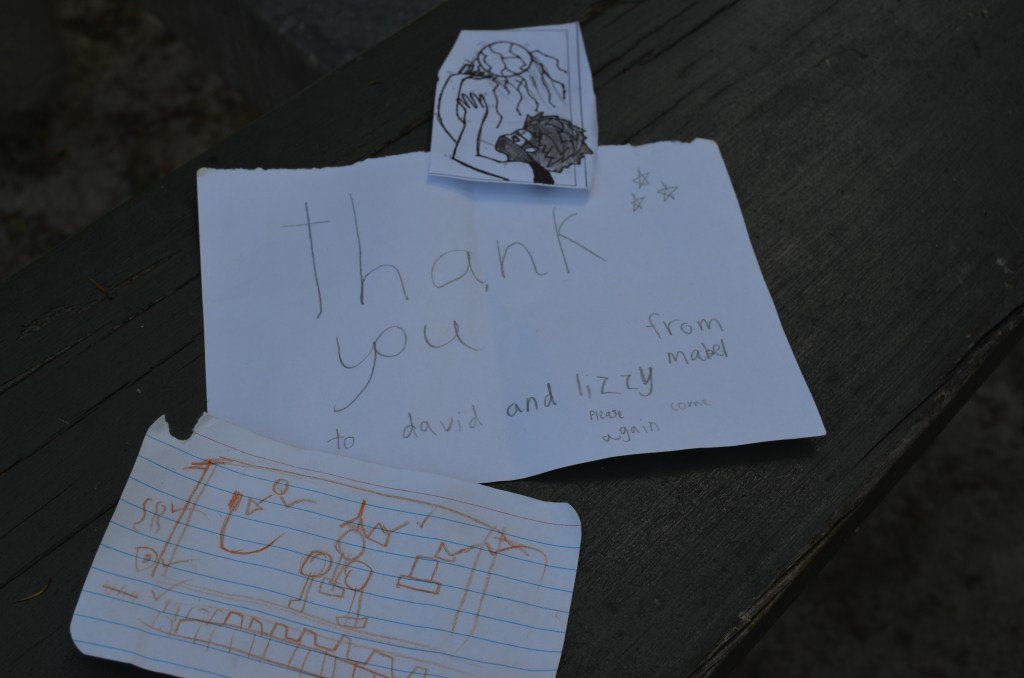 thank
you
from
mabel
to david and lizzy
please come
again